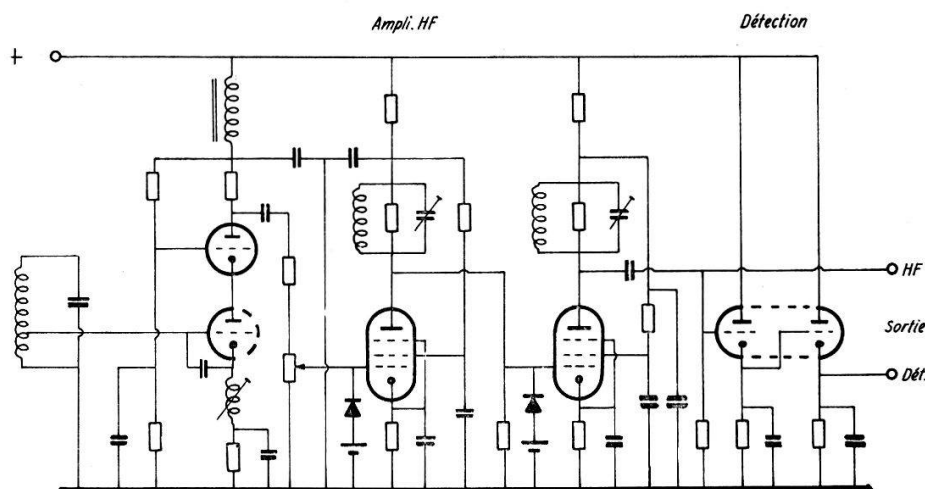 Ampli. HF
Détection
+
HF
Sortie
Dét.